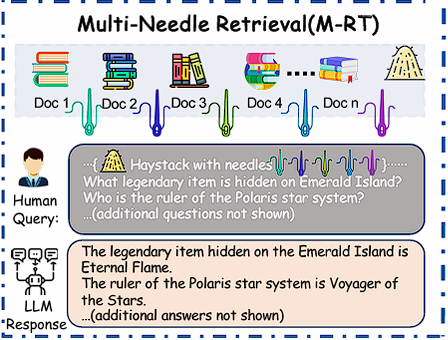 Multi-Needle Retrieval(M-RT)
Doc 1 Doc 2 Doc 3 Doc 4 Doc n
Human
Query:
...{ Haystack with needles }......
What legendary item is hidden on Emerald Island?
Who is the ruler of the Polaris star system?
...(additional questions not shown)
LLM
Response
The legendary item hidden on the Emerald Island is
Eternal Flame.
The ruler of the Polaris star system is Voyager of
the Stars.
...(additional answers not shown)